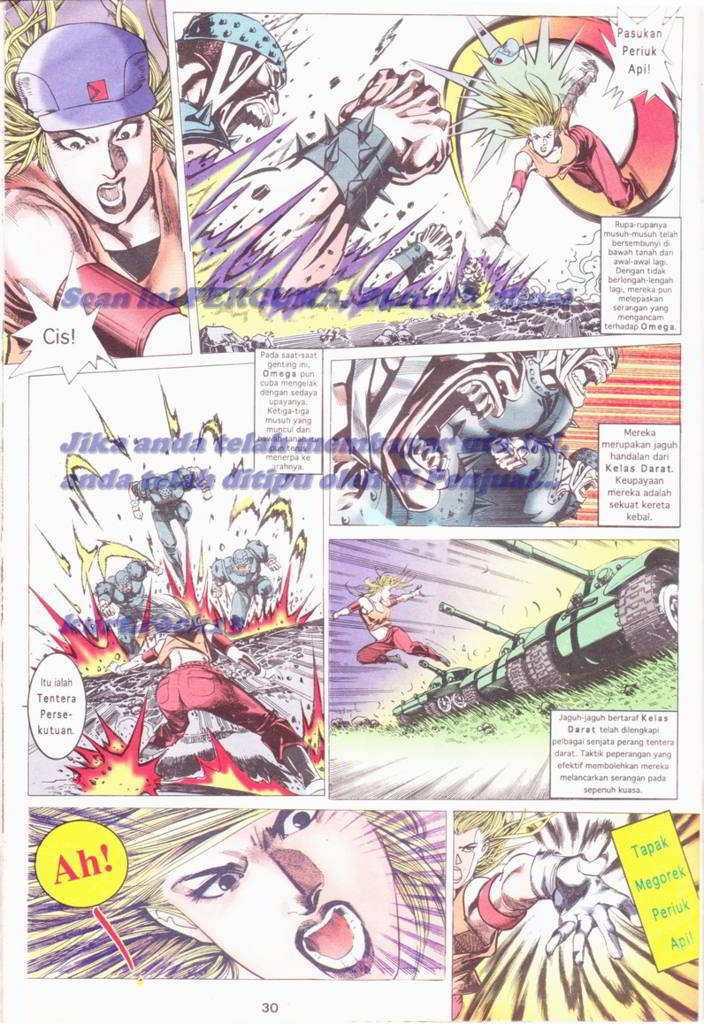 Pasukan
Periuk
Api!
Rupa-rupanya
musuh-musuh telah
bersembunyi di
bawah tanah dari
awal-awal lagi.
Dengan tidak
berlengah-lengah
lagi, mereka pun
melepaskan
serangan yang
mengancam
terhadap Omega.
Cis!
Scan ini PERCUMA.
Pada saat-saat
genting ini,
Omega pun
cuba mengelak
dengan sedaya
upayanya.
Ketiga-tiga
musuh yang
muncul dari
bawah tanah
pun terus
menerpa ke
arahnya.
Mereka
merupakan jaguh
handalan dari
Kelas Darat.
Keupayaan
mereka adalah
sekuat kereta
kebal.
Jika anda telah membayar
anda telah ditipu oleh Si Penjual...
Itu ialah
Tentera
Perse-
kutuan.
Jaguh-jaguh bertaraf Kelas
Darat telah dilengkapi
pelbagai senjata perang tentera
darat. Taktik peperangan yang
efektif membolehkan mereka
melancarkan serangan pada
sepenuh kuasa.
Ah!
Tapak
Megorek
Periuk
Api!
30